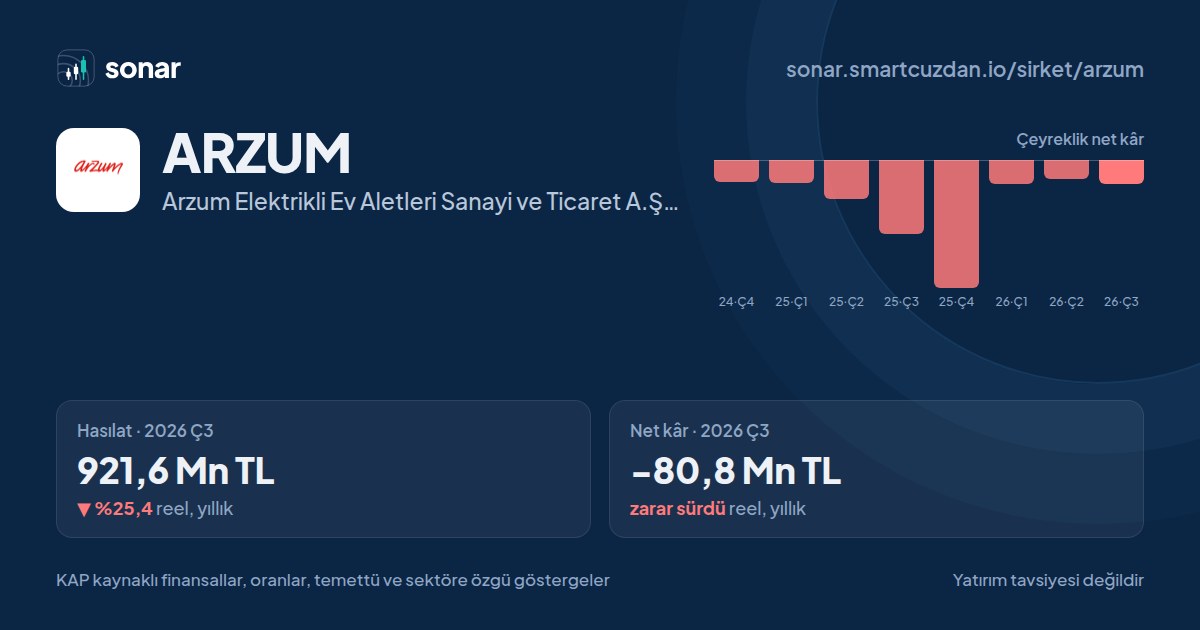 sonar
sonar.smartcuzdan.io/sirket/arzum
arzum
ARZUM
Arzum Elektrikli Ev Aletleri Sanayi ve Ticaret A.Ş...
Çeyreklik net kâr
24·Ç4 25·Ç1 25·Ç2 25·Ç3 25·Ç4 26·Ç1 26·Ç2 26·Ç3
Hasılat · 2026 Ç3
921,6 Mn TL
▼ %25,4 reel, yıllık
Net kâr · 2026 Ç3
−80,8 Mn TL
zarar sürdü reel, yıllık
KAP kaynaklı finansallar, oranlar, temettü ve sektöre özgü göstergeler
Yatırım tavsiyesi değildir